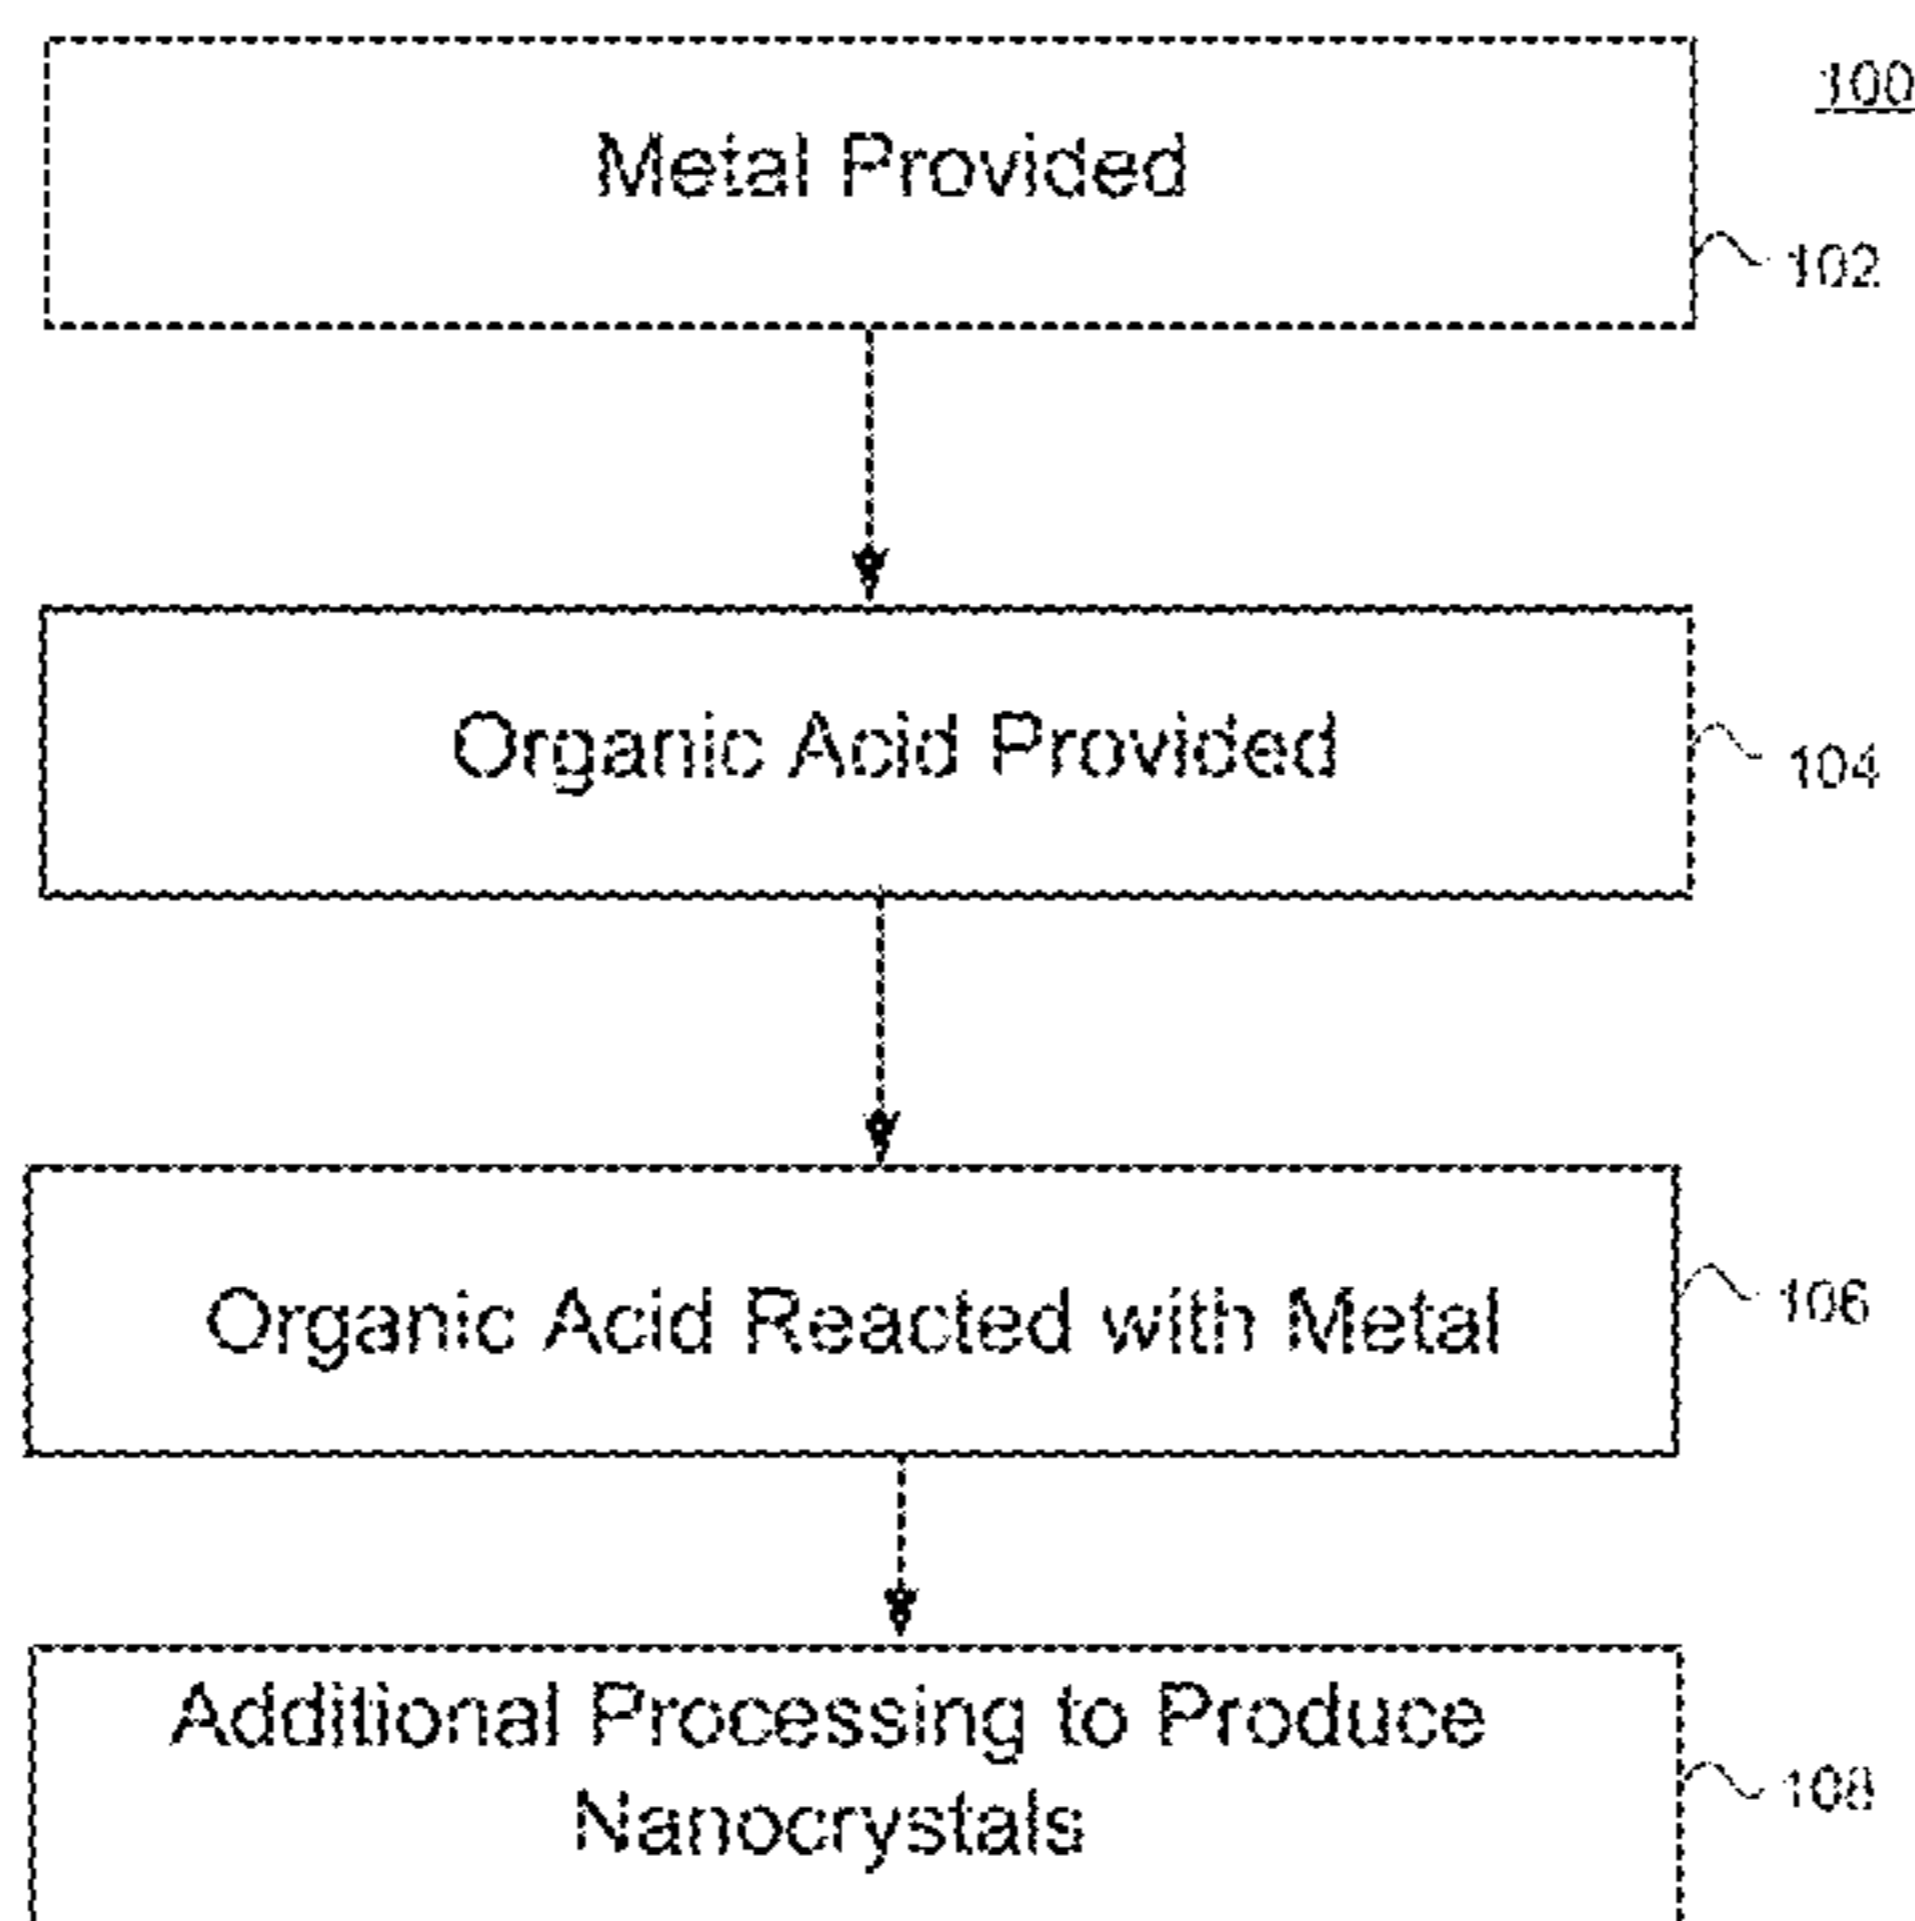 100
Metal Provided
102
Organic Acid Provided
104
Organic Acid Reacted with Metal
106
Additional Processing to Produce
Nanocrystals
108